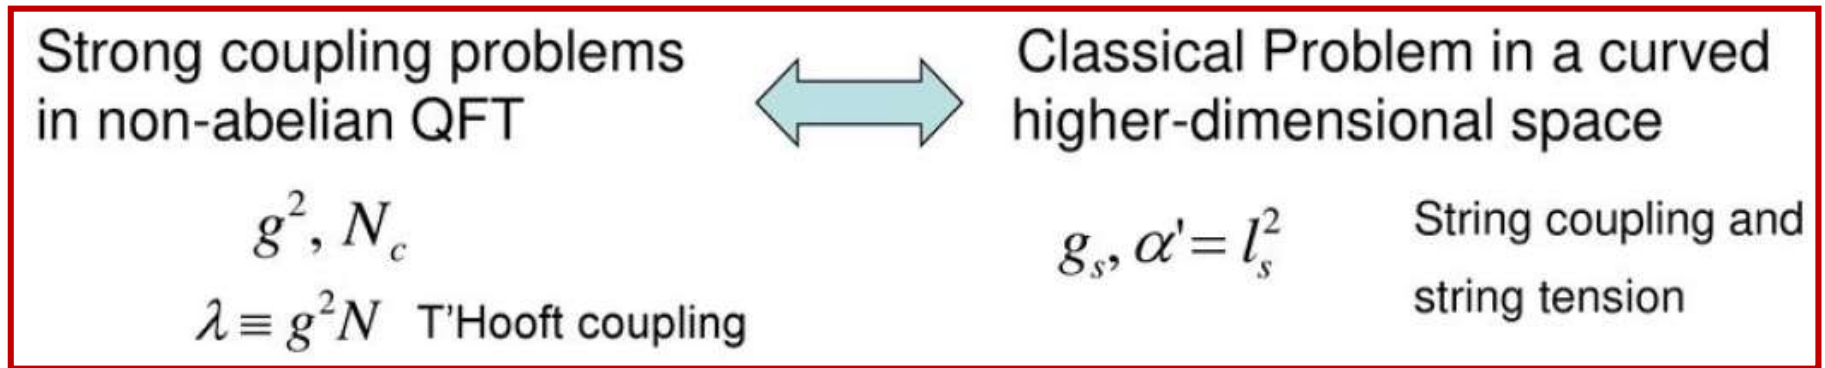 Strong coupling problems
in non-abelian QFT
g², N_c
λ ≡ g²N T'Hooft coupling
Classical Problem in a curved
higher-dimensional space
g_s, α'= l_s²
String coupling and
string tension